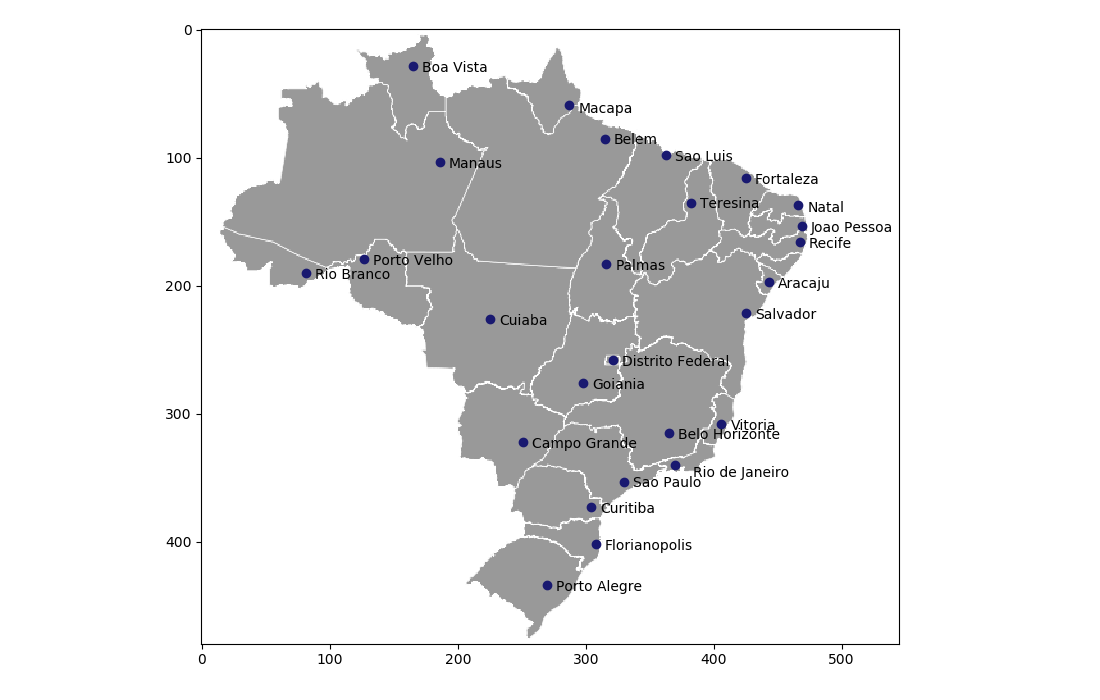 0
Boa Vista
Macapa
Belem
100
Sao Luis
Manaus
Fortaleza
Teresina
Natal
Joao Pessoa
Recife
Porto Velho
Palmas
Rio Branco
200
Aracaju
Salvador
Cuiaba
Distrito Federal
Goiania
300
Vitoria
Belo Horizonte
Campo Grande
Rio de Janeiro
Sao Paulo
Curitiba
400
Florianopolis
Porto Alegre
0 100 200 300 400 500